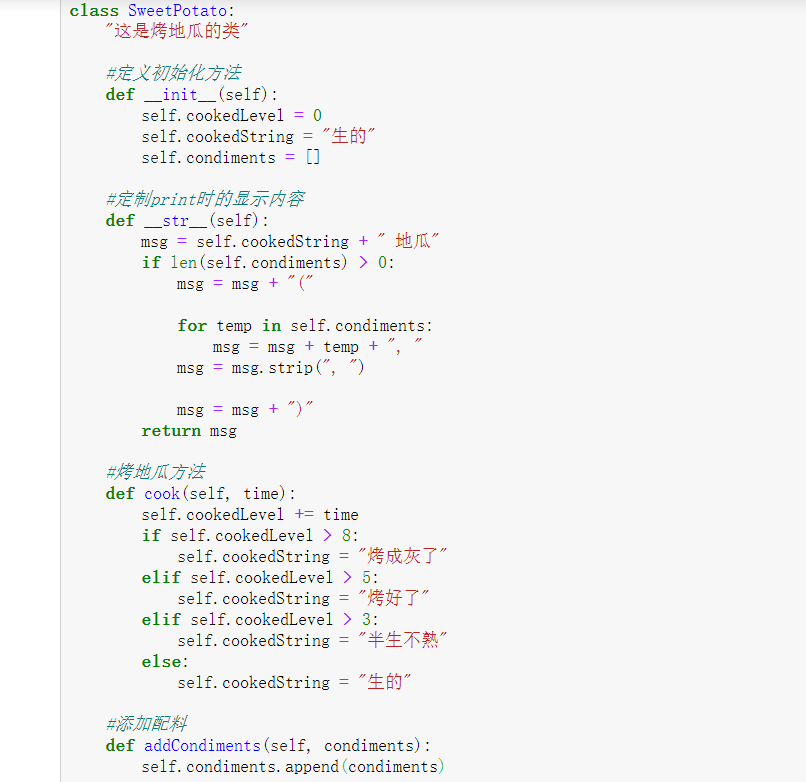 class SweetPotato:
    "这是烤地瓜的类"
    #定义初始化方法
    def __init__(self):
        self.cookedLevel = 0
        self.cookedString = "生的"
        self.condiments = []
    #定制print时的显示内容
    def __str__(self):
        msg = self.cookedString + " 地瓜"
        if len(self.condiments) > 0:
            msg = msg + "("
            for temp in self.condiments:
                msg = msg + temp + ", "
            msg = msg.strip(", ")
            msg = msg + ")"
        return msg
    #烤地瓜方法
    def cook(self, time):
        self.cookedLevel += time
        if self.cookedLevel > 8:
            self.cookedString = "烤成灰了"
        elif self.cookedLevel > 5:
            self.cookedString = "烤好了"
        elif self.cookedLevel > 3:
            self.cookedString = "半生不熟"
        else:
            self.cookedString = "生的"
    #添加配料
    def addCondiments(self, condiments):
        self.condiments.append(condiments)